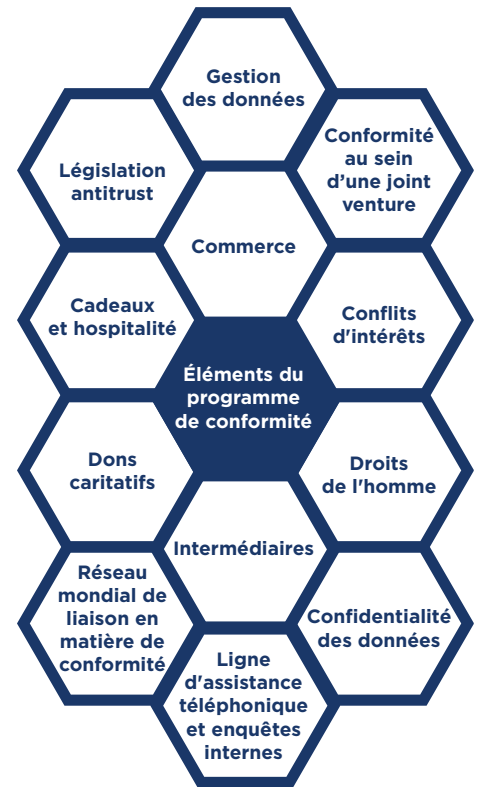 Gestion
des données
Conformité
au sein
d’une joint
venture
Législation
antitrust
Commerce
Cadeaux
et hospitalité
Conflits
d'intérêts
Éléments du
programme
de conformité
Dons
caritatifs
Droits
de l'homme
Intermédiaires
Réseau
mondial de
liaison en
matière de
conformité
Confidentialité
des données
Ligne
d'assistance
téléphonique
et enquêtes
internes